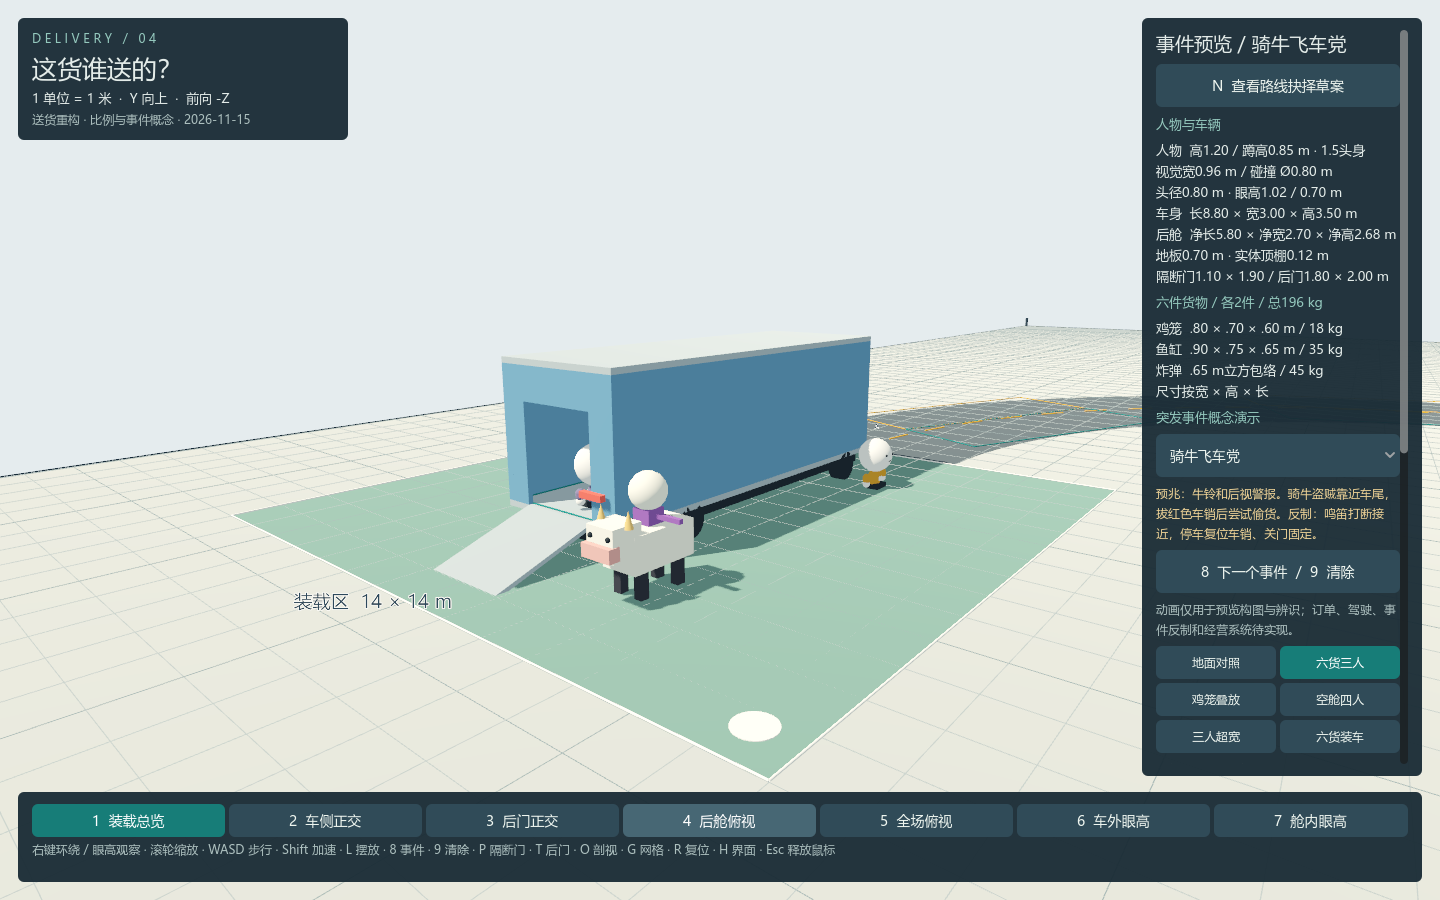 DELIVERY / 04
这货谁送的?
1 单位 = 1 米 · Y 向上 · 前向 -Z
送货重构 · 比例与事件概念 · 2026-11-15
事件预览 / 骑牛飞车党
N 查看路线抉择草案
人物与车辆
人物 高1.20 / 蹲高0.85 m · 1.5头身
视觉宽0.96 m / 碰撞 Ø0.80 m
头径0.80 m · 眼高1.02 / 0.70 m
车身 长8.80 × 宽3.00 × 高3.50 m
后舱 净长5.80 × 净宽2.70 × 净高2.68 m
地板0.70 m · 实体顶棚0.12 m
隔断门1.10 × 1.90 / 后门1.80 × 2.00 m
六件货物 / 各2件 / 总196 kg
鸡笼 .80 × .70 × .60 m / 18 kg
鱼缸 .90 × .75 × .65 m / 35 kg
炸弹 .65 m立方包络 / 45 kg
尺寸按宽 × 高 × 长
突发事件概念演示
骑牛飞车党
预兆：牛铃和后视警报。骑牛盗贼靠近车尾，
拔红色车销后尝试偷货。反制：鸣笛打断接
近，停车复位车销、关门固定。
8 下一个事件 / 9 清除
动画仅用于预览构图与辨识；订单、驾驶、事
件反制和经营系统待实现。
地面对照
六货三人
鸡笼叠放
空舱四人
三人超宽
六货装车
装载区 14 × 14 m
1 装载总览
2 车侧正交
3 后门正交
4 后舱俯视
5 全场俯视
6 车外眼高
7 舱内眼高
右键环绕 / 眼高观察 · 滚轮缩放 · WASD 步行 · Shift 加速 · L 摆放 · 8 事件 · 9 清除 · P 隔断门 · T 后门 · O 剖视 · G 网格 · R 复位 · H 界面 · Esc 释放鼠标